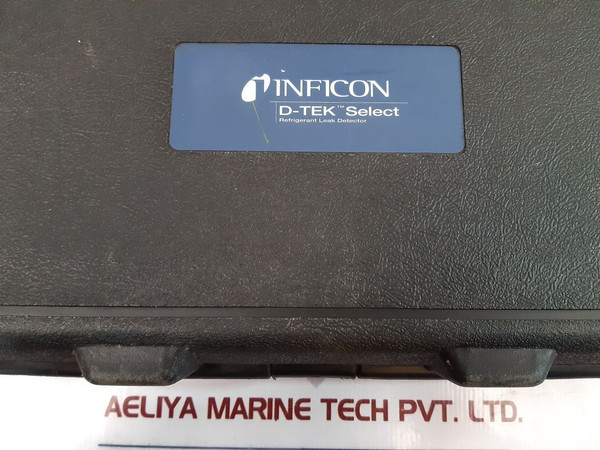 INFICON
D-TEK™ Select
Refrigerant Leak Detector
AELIYA MARINE TECH PVT. LTD.